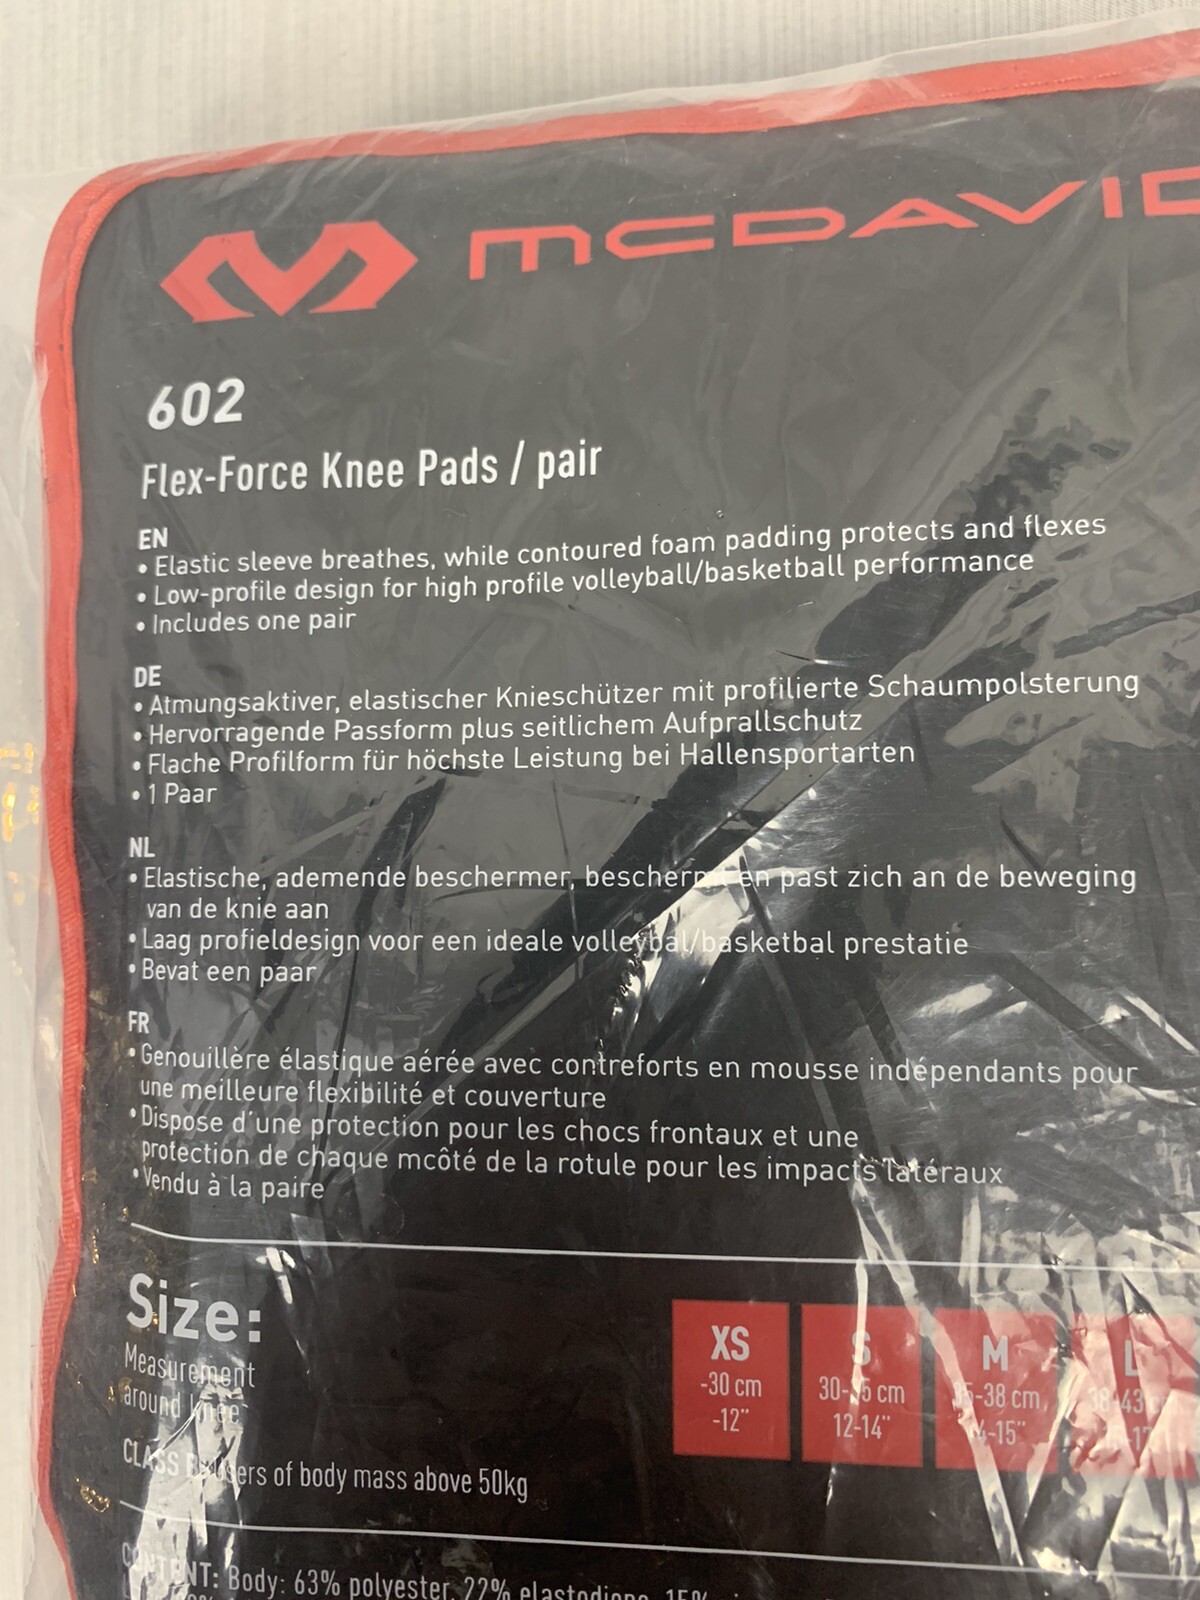 MCDAVID
602
Flex-Force Knee Pads / pair
EN
• Elastic sleeve breathes, while contoured foam padding protects and flexes
• Low-profile design for high profile volleyball/basketball performance
• Includes one pair
DE
• Atmungsaktiver, elastischer Knieschützer mit profilierte Schaumpolsterung
• Hervorragende Passform plus seitlichem Aufprallschutz
• Flache Profilform für höchste Leistung bei Hallensportarten
• 1 Paar
NL
• Elastische, ademende beschermer, beschermt en past zich an de beweging
van de knie aan
• Laag profieldesign voor een ideale volleybal/basketbal prestatie
• Bevat een paar
FR
• Genouillère élastique aérée avec contreforts en mousse indépendants pour
une meilleure flexibilité et couverture
• Dispose d'une protection pour les chocs frontaux et une
protection de chaque mcôté de la rotule pour les impacts latéraux
• Vendu à la paire
Size:
Measurement
around knee
XS
-30 cm
-12"
S
30-35 cm
12-14"
M
35-38 cm,
14-15"
L
38-43
CLASS users of body mass above 50kg
CONTENT: Body: 63% polyester, 22% elastodiene, 15%